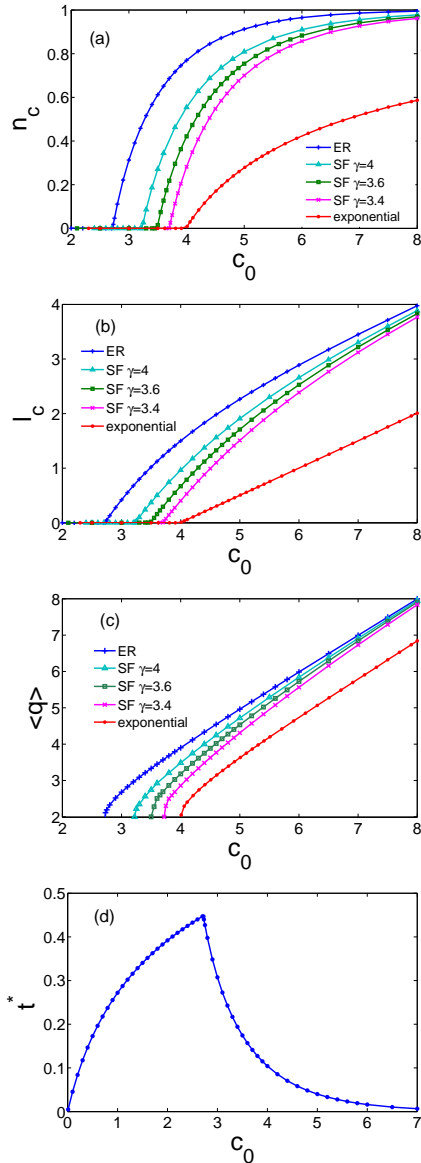 (a)
1
0.8
0.6
0.4
0.2
0
n_c
ER
SF γ=4
SF γ=3.6
SF γ=3.4
exponential
2 3 4 5 6 7 8
c_0
(b)
4
3
2
1
0
l_c
ER
SF γ=4
SF γ=3.6
SF γ=3.4
exponential
2 3 4 5 6 7 8
c_0
(c)
8
7
6
5
4
3
2
<q>
ER
SF γ=4
SF γ=3.6
SF γ=3.4
exponential
2 3 4 5 6 7 8
c_0
(d)
0.5
0.4
0.3
0.2
0.1
0
t*
0 1 2 3 4 5 6 7
c_0